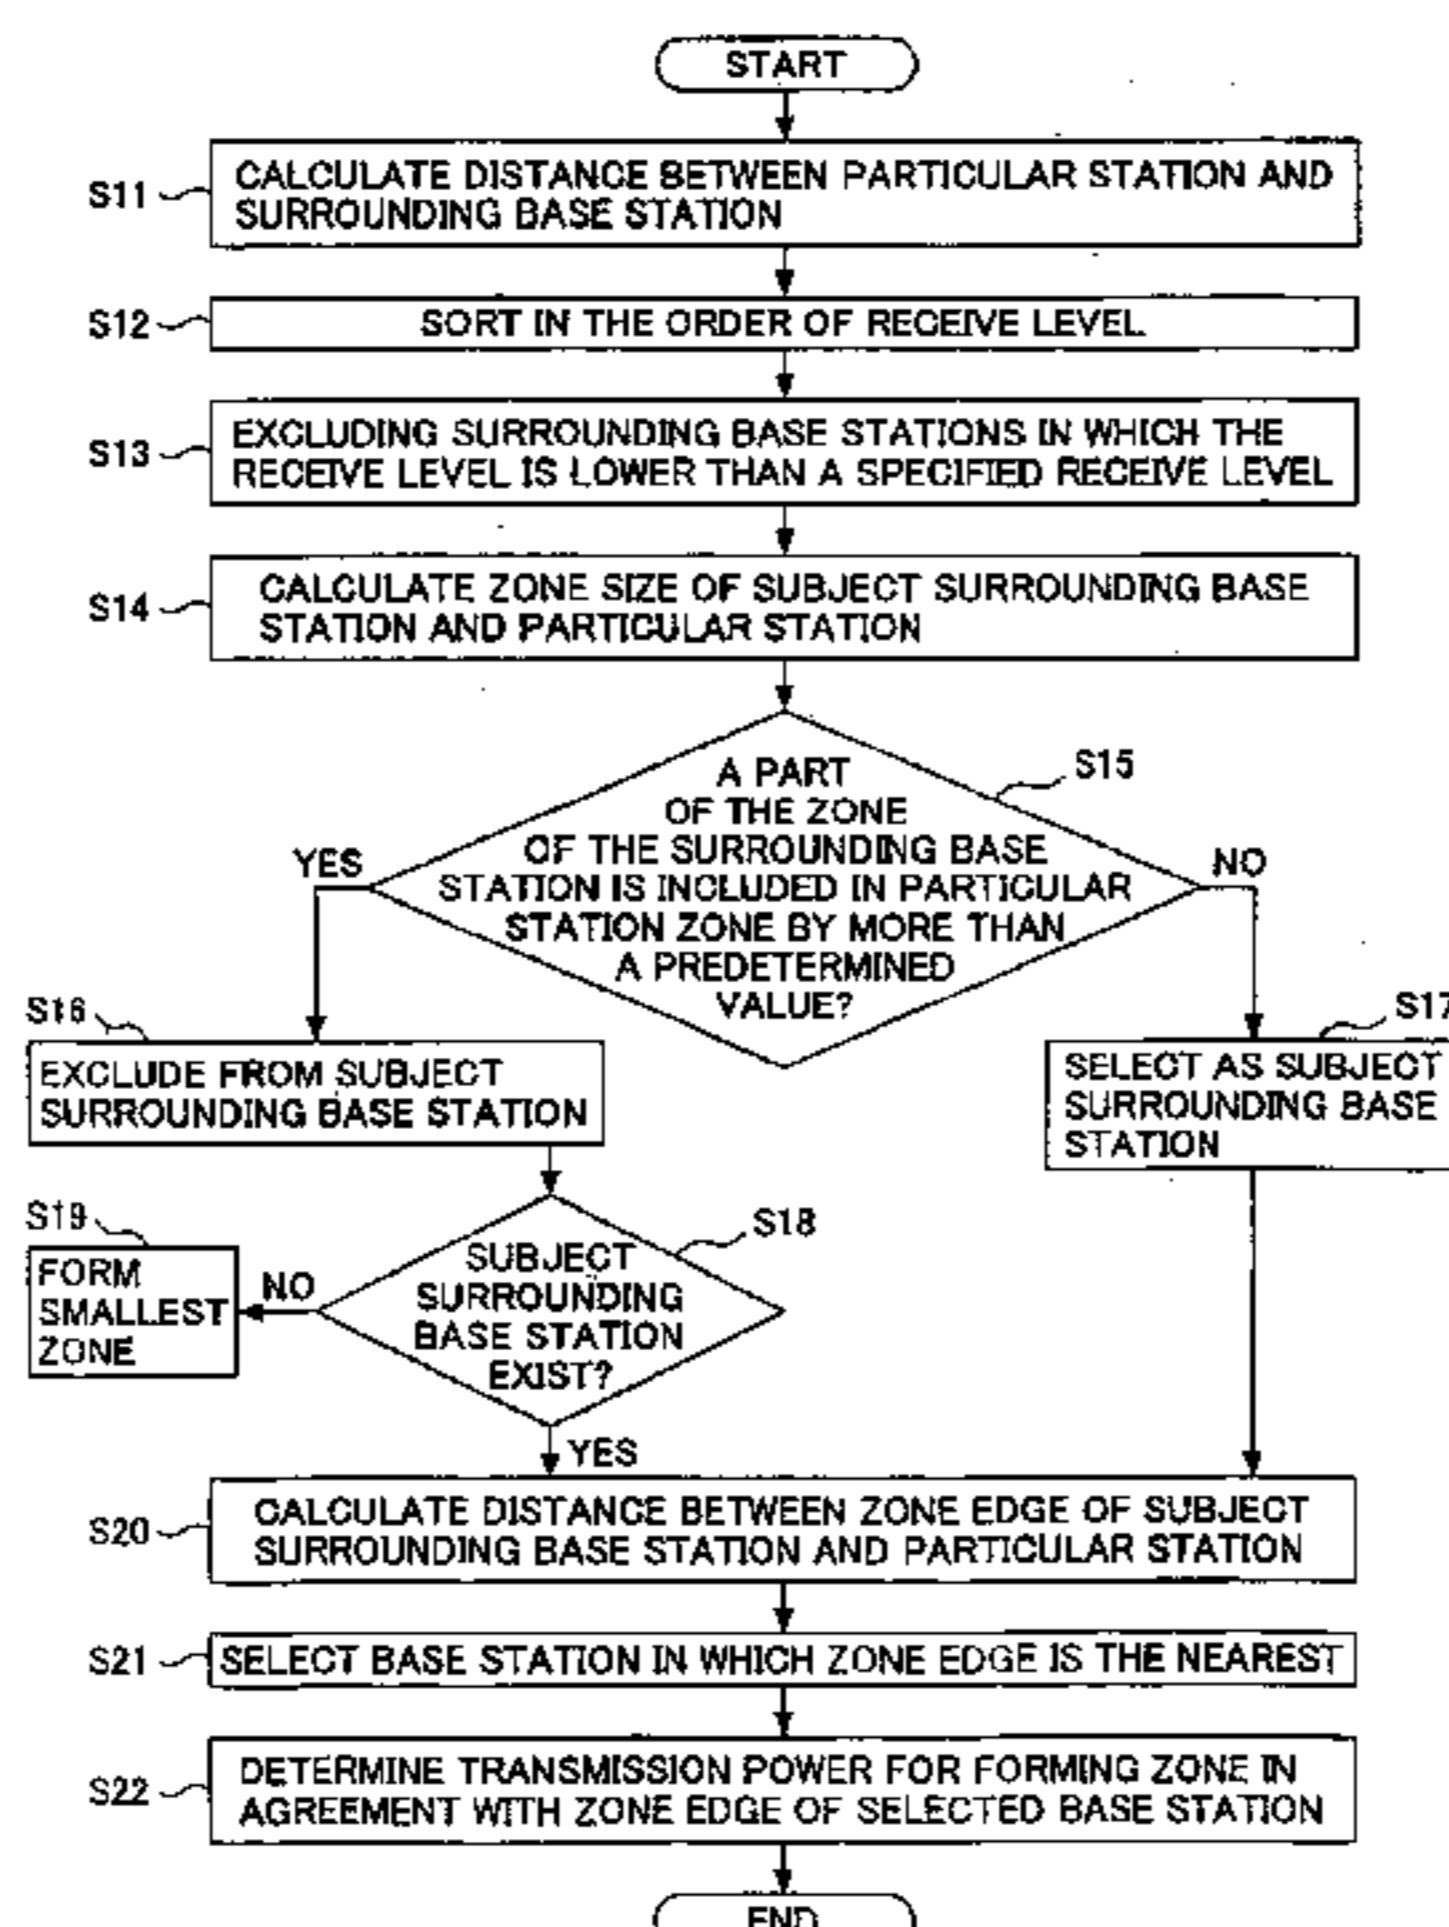 START
S11
CALCULATE DISTANCE BETWEEN PARTICULAR STATION AND
SURROUNDING BASE STATION
S12
SORT IN THE ORDER OF RECEIVE LEVEL
S13
EXCLUDING SURROUNDING BASE STATIONS IN WHICH THE
RECEIVE LEVEL IS LOWER THAN A SPECIFIED RECEIVE LEVEL
S14
CALCULATE ZONE SIZE OF SUBJECT SURROUNDING BASE
STATION AND PARTICULAR STATION
S15
A PART
OF THE ZONE
OF THE SURROUNDING BASE
STATION IS INCLUDED IN PARTICULAR
STATION ZONE BY MORE THAN
A PREDETERMINED
VALUE?
YES
NO
S16
EXCLUDE FROM SUBJECT
SURROUNDING BASE STATION
S17
SELECT AS SUBJECT
SURROUNDING BASE
STATION
S18
SUBJECT
SURROUNDING
BASE STATION
EXIST?
NO
S19
FORM
SMALLEST
ZONE
YES
S20
CALCULATE DISTANCE BETWEEN ZONE EDGE OF SUBJECT
SURROUNDING BASE STATION AND PARTICULAR STATION
S21
SELECT BASE STATION IN WHICH ZONE EDGE IS THE NEAREST
S22
DETERMINE TRANSMISSION POWER FOR FORMING ZONE IN
AGREEMENT WITH ZONE EDGE OF SELECTED BASE STATION
END